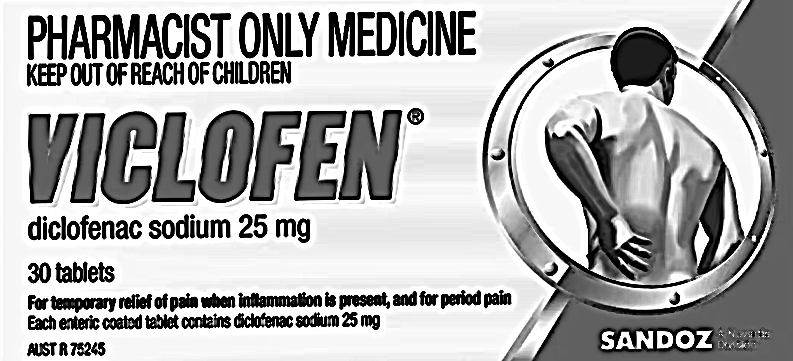 PHARMACIST ONLY MEDICINE
KEEP OUT OF REACH OF CHILDREN
VICLOFEN®
diclofenac sodium 25 mg
30 tablets
For temporary relief of pain when inflammation is present, and for period pain
Each enteric coated tablet contains diclofenac sodium 25 mg
AUST R 75245
SANDOZ A Novartis
Division